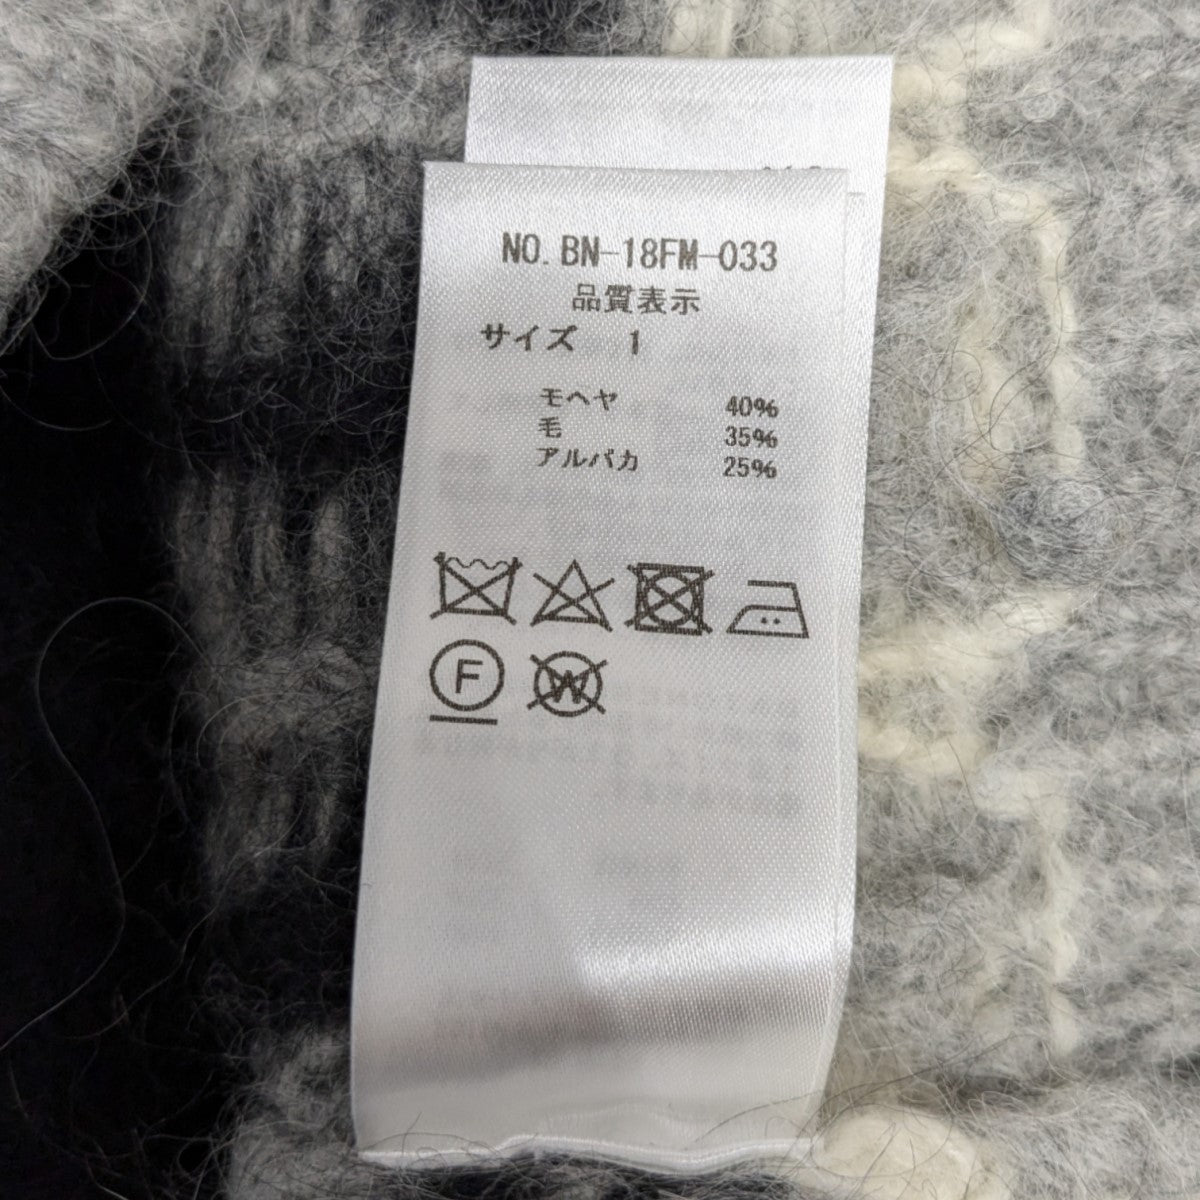 NO. BN-18FM-033
品質表示
サイズ 1
モヘヤ 40%
毛 35%
アルパカ 25%
F
W